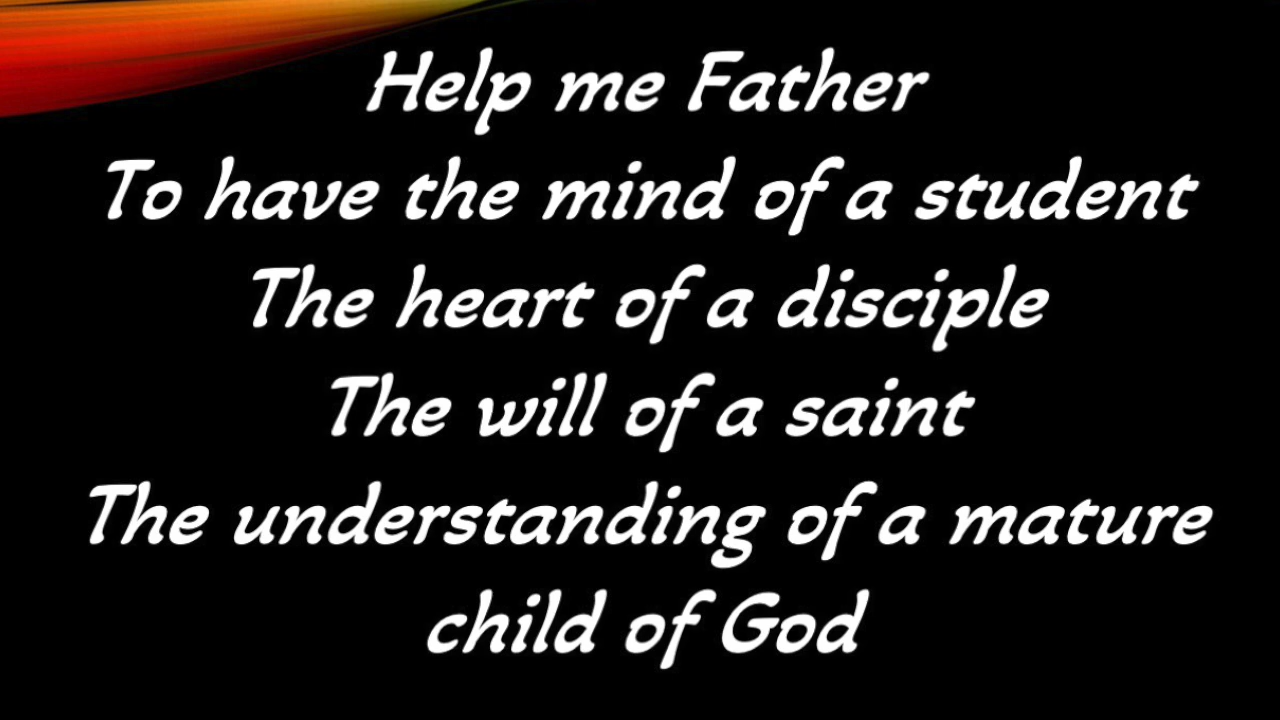 Help me Father
To have the mind of a student
The heart of a disciple
The will of a saint
The understanding of a mature
child of God